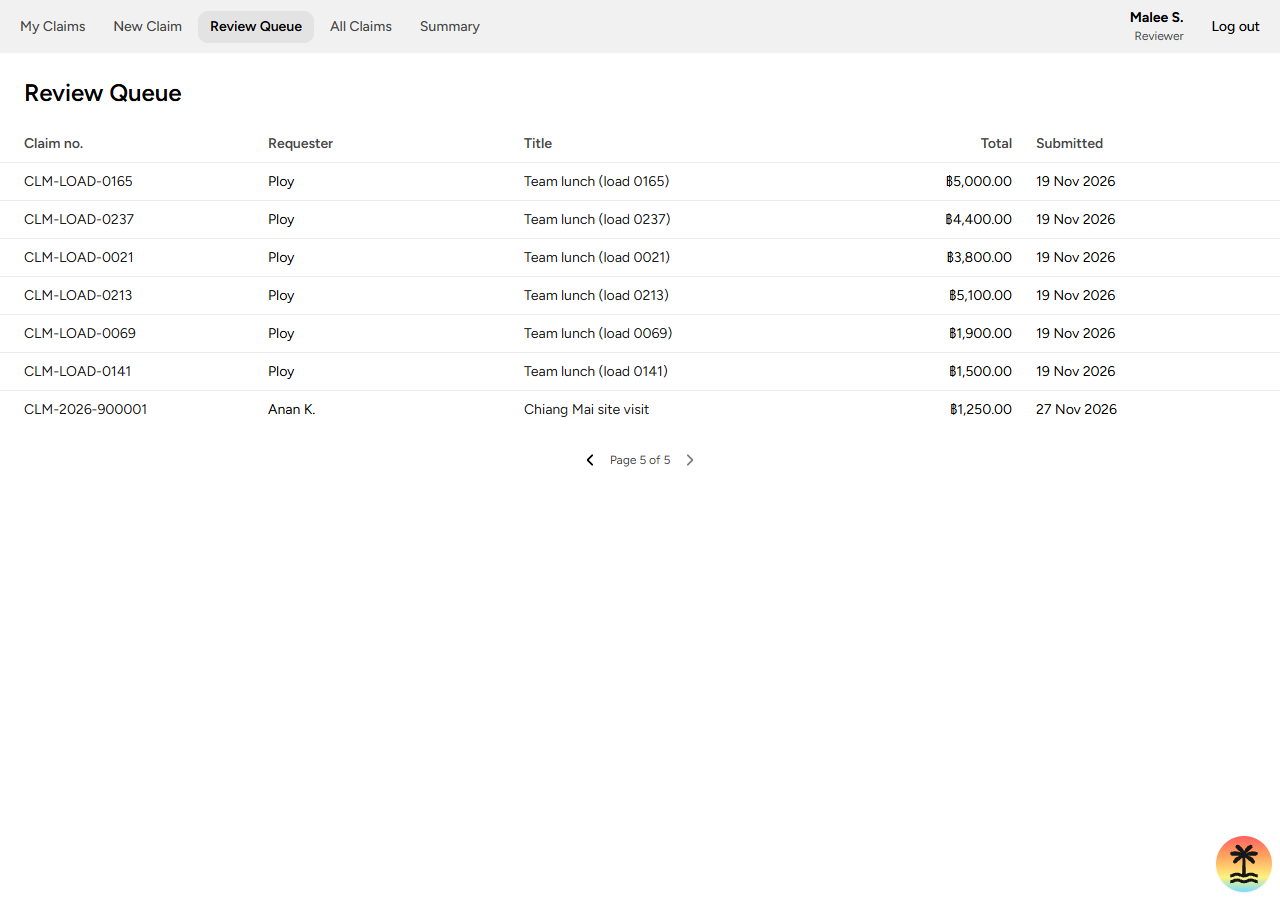 My Claims New Claim Review Queue All Claims Summary Malee S. Reviewer Log out
Review Queue
Claim no. Requester Title Total Submitted
CLM-LOAD-0165 Ploy Team lunch (load 0165) ฿5,000.00 19 Nov 2026
CLM-LOAD-0237 Ploy Team lunch (load 0237) ฿4,400.00 19 Nov 2026
CLM-LOAD-0021 Ploy Team lunch (load 0021) ฿3,800.00 19 Nov 2026
CLM-LOAD-0213 Ploy Team lunch (load 0213) ฿5,100.00 19 Nov 2026
CLM-LOAD-0069 Ploy Team lunch (load 0069) ฿1,900.00 19 Nov 2026
CLM-LOAD-0141 Ploy Team lunch (load 0141) ฿1,500.00 19 Nov 2026
CLM-2026-900001 Anan K. Chiang Mai site visit ฿1,250.00 27 Nov 2026
Page 5 of 5